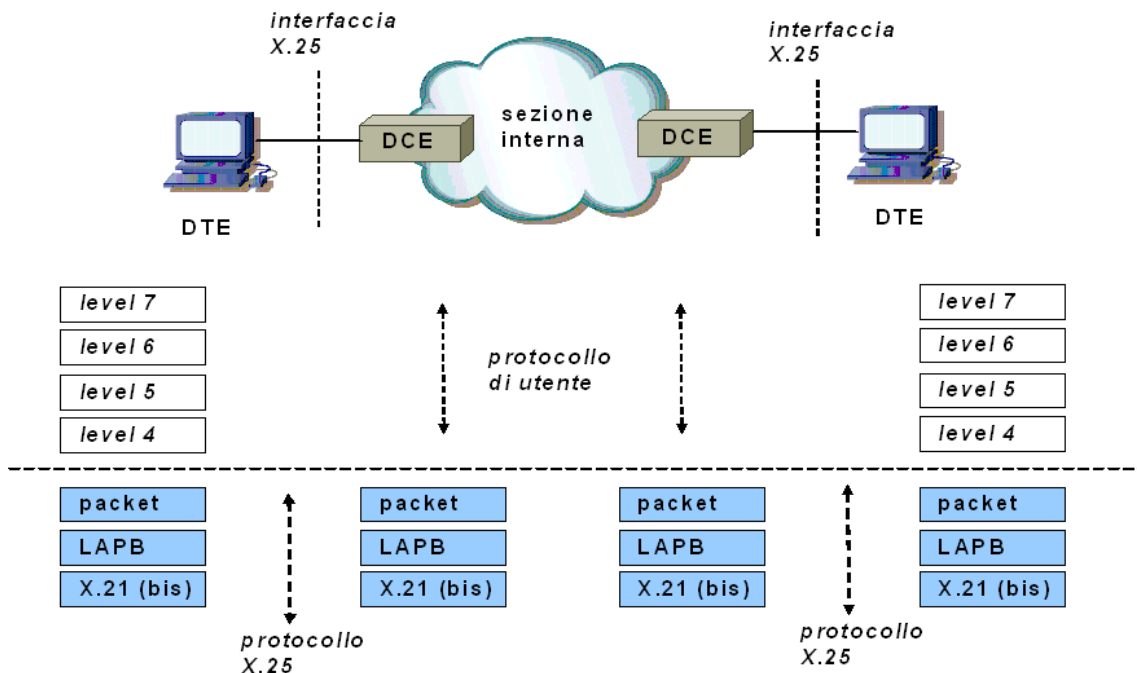 interfaccia
X.25
interfaccia
X.25
sezione
interna
DCE
DCE
DTE
DTE
level 7
level 6
level 5
level 4
protocollo
di utente
level 7
level 6
level 5
level 4
packet
LAPB
X.21 (bis)
packet
LAPB
X.21 (bis)
packet
LAPB
X.21 (bis)
packet
LAPB
X.21 (bis)
protocollo
X.25
protocollo
X.25